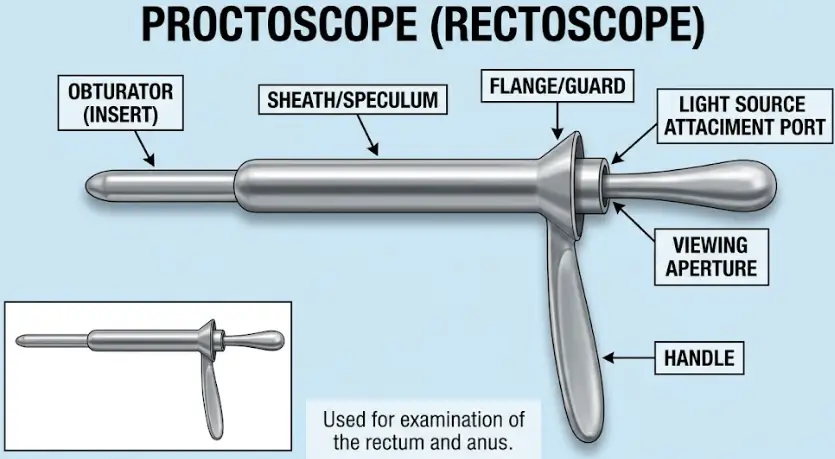 PROCTOSCOPE (RECTOSCOPE)
OBTURATOR
(INSERT)
SHEATH/SPECULUM
FLANGE/GUARD
LIGHT SOURCE
ATTACIMENT PORT
VIEWING
APERTURE
HANDLE
Used for examination of
the rectum and anus.